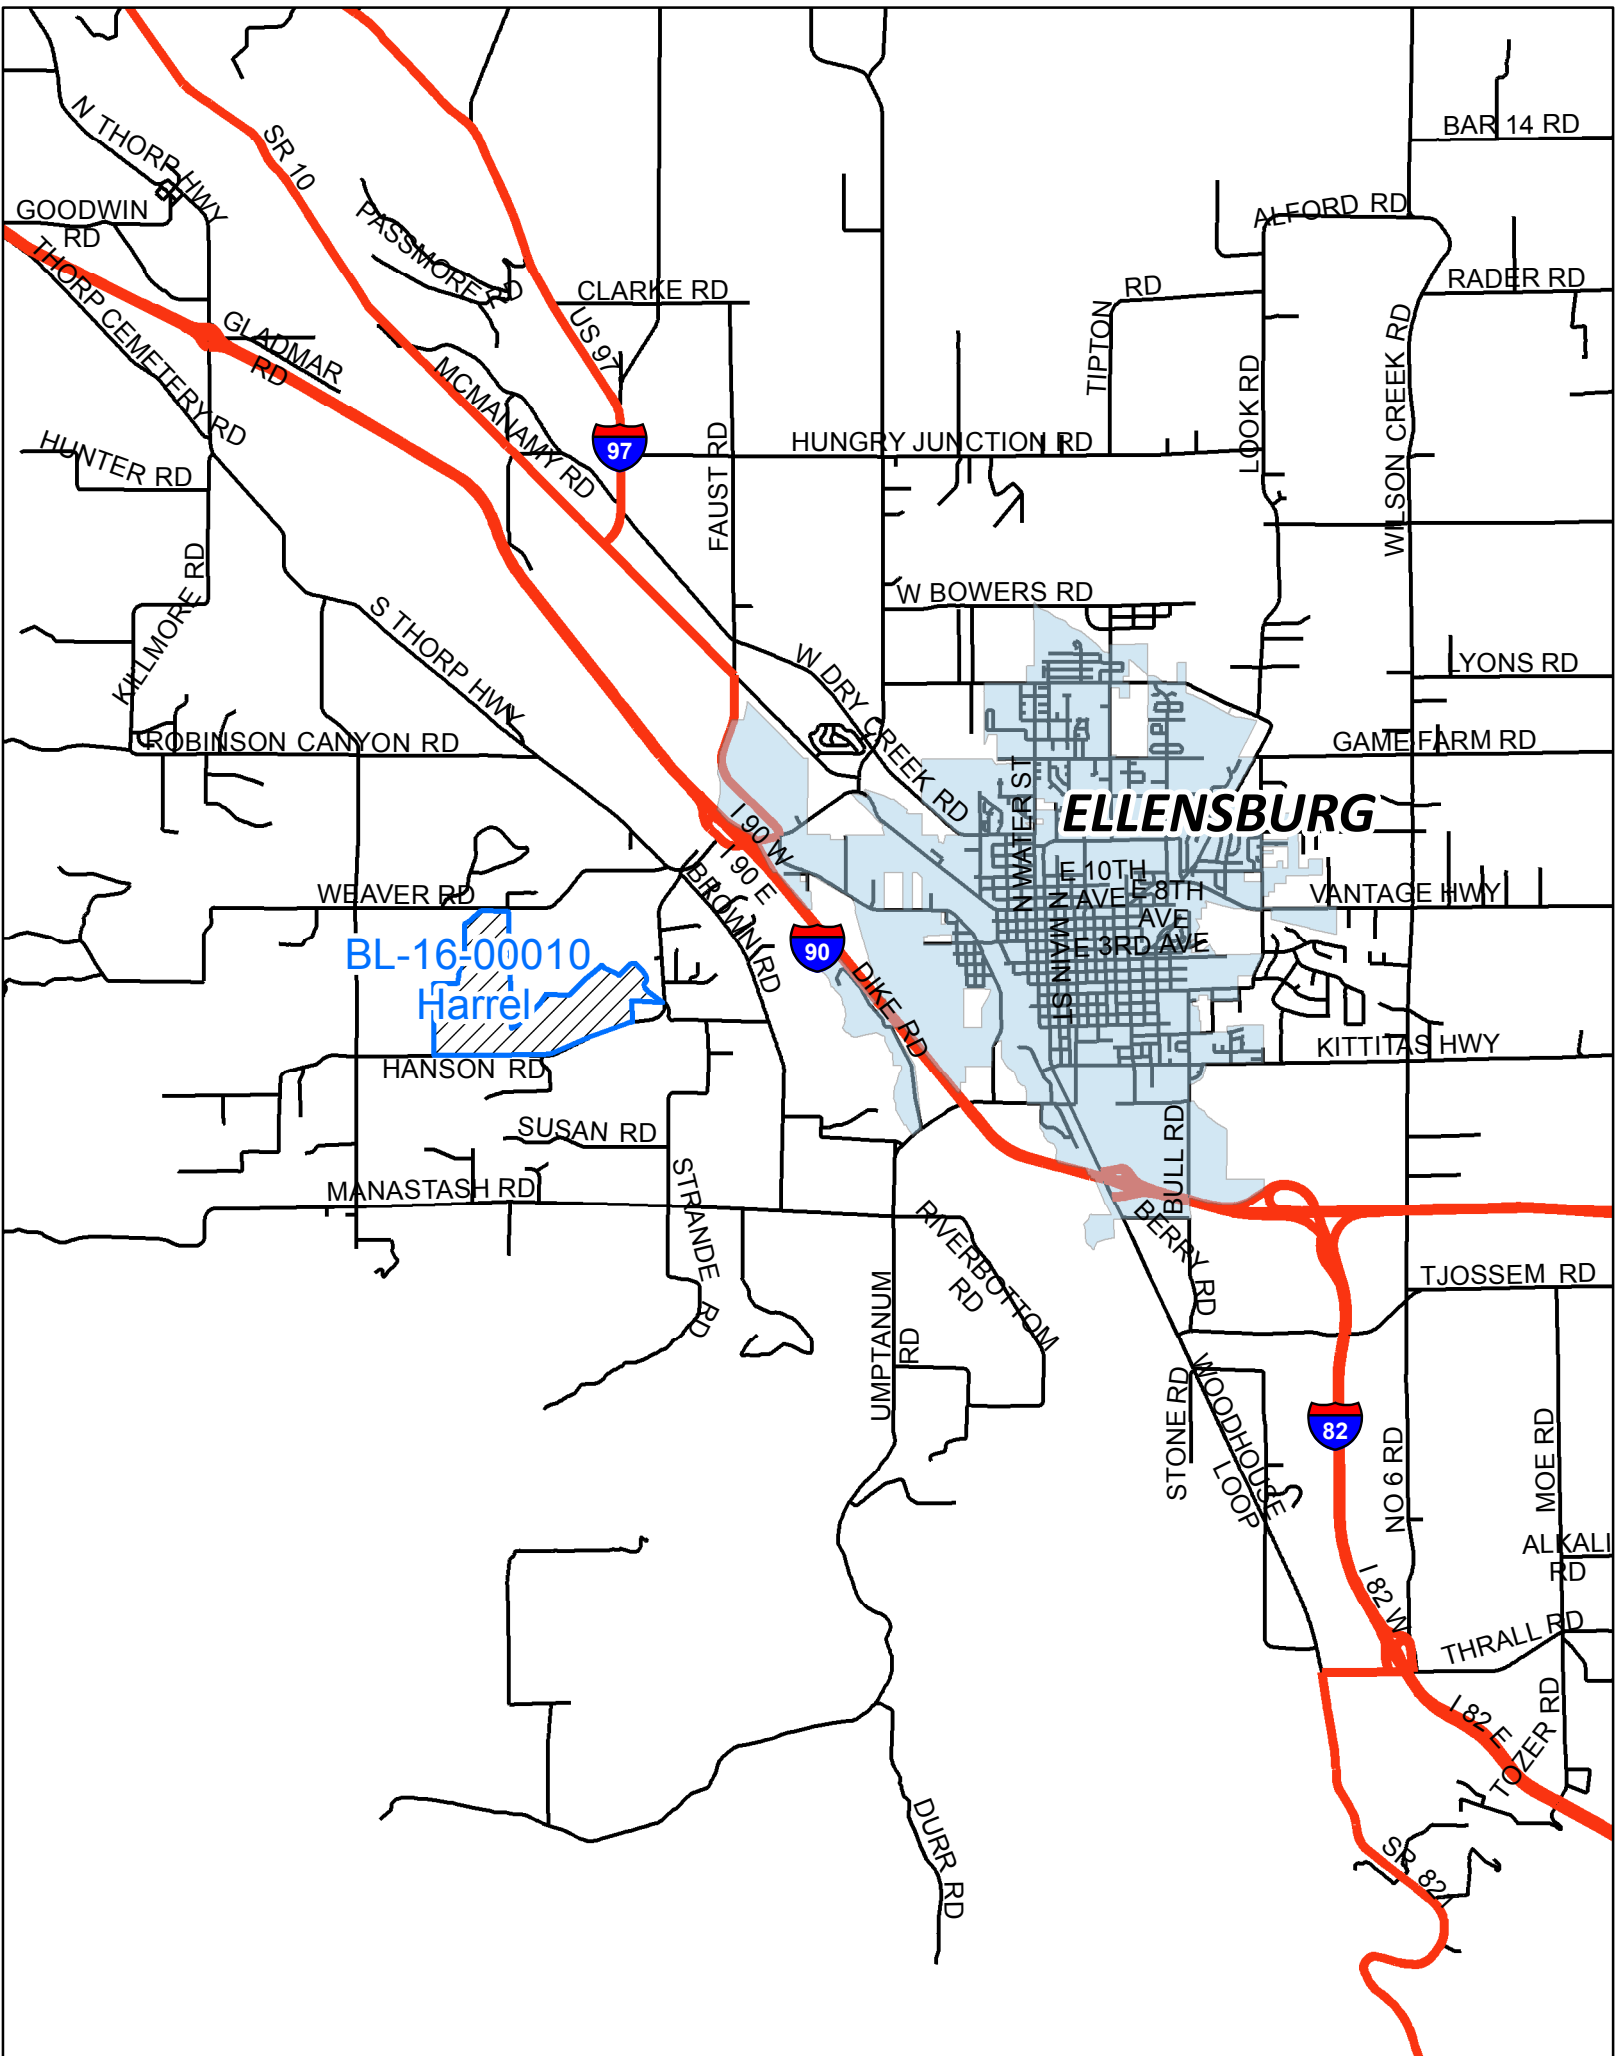 BAR 14 RD
N THORP HWY
SR 10
GOODWIN
RD
PASSMORE RD
ALFORD RD
THORP CEMETERY RD
CLARKE RD
RD
TIPTON
RADER RD
GLADMAR
RD
US 97
MCMANAMY RD
LOOK RD
WILSON CREEK RD
HUNTER RD
97
FAUST RD
HUNGRY JUNCTION RD
KILLMORE RD
S THORP HWY
W BOWERS RD
W DRY CREEK RD
LYONS RD
ROBINSON CANYON RD
GAME FARM RD
N WATER ST
ELLENSBURG
I 90 W
I 90 E
E 10TH
AVE
E 8TH
AVE
WEAVER RD
BROWN RD
N MAIN ST
VANTAGE HWY
BL-16-00010
Harrel
90
E 3RD AVE
DIKE RD
HANSON RD
KITTITAS HWY
SUSAN RD
BULL RD
MANASTASH RD
STRANDE
RD
RIVERBOTTOM
RD
BERRY RD
UMPTANUM
RD
TJOSSEM RD
STONE RD
WOODHOUSE
LOOP
82
NO 6 RD
MOE RD
ALKALI
RD
I 82 W
THRALL RD
I 82 E
TOZER RD
DURR RD
SR 821